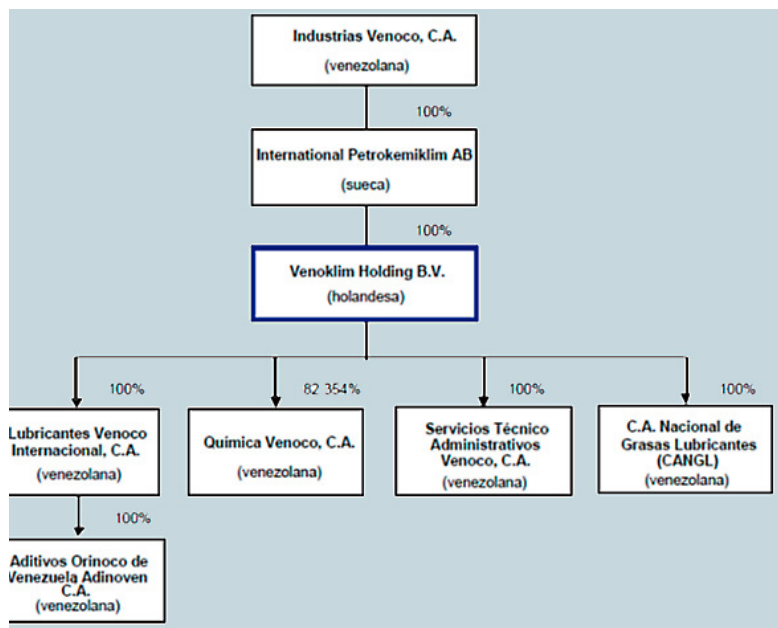 Industrias Venoco, C.A.
(venezolana)
100%
International Petrokemiklim AB
(sueca)
100%
Venoklim Holding B.V.
(holandesa)
100%
82 354%
100%
100%
Lubricantes Venoco
Internacional, C.A.
(venezolana)
Química Venoco, C.A.
(venezolana)
Servicios Técnico
Administrativos
Venoco, C.A.
(venezolana)
C.A. Nacional de
Grasas Lubricantes
(CANGL)
(venezolana)
100%
Aditivos Orinoco de
Venezuela Adinoven
C.A.
(venezolana)